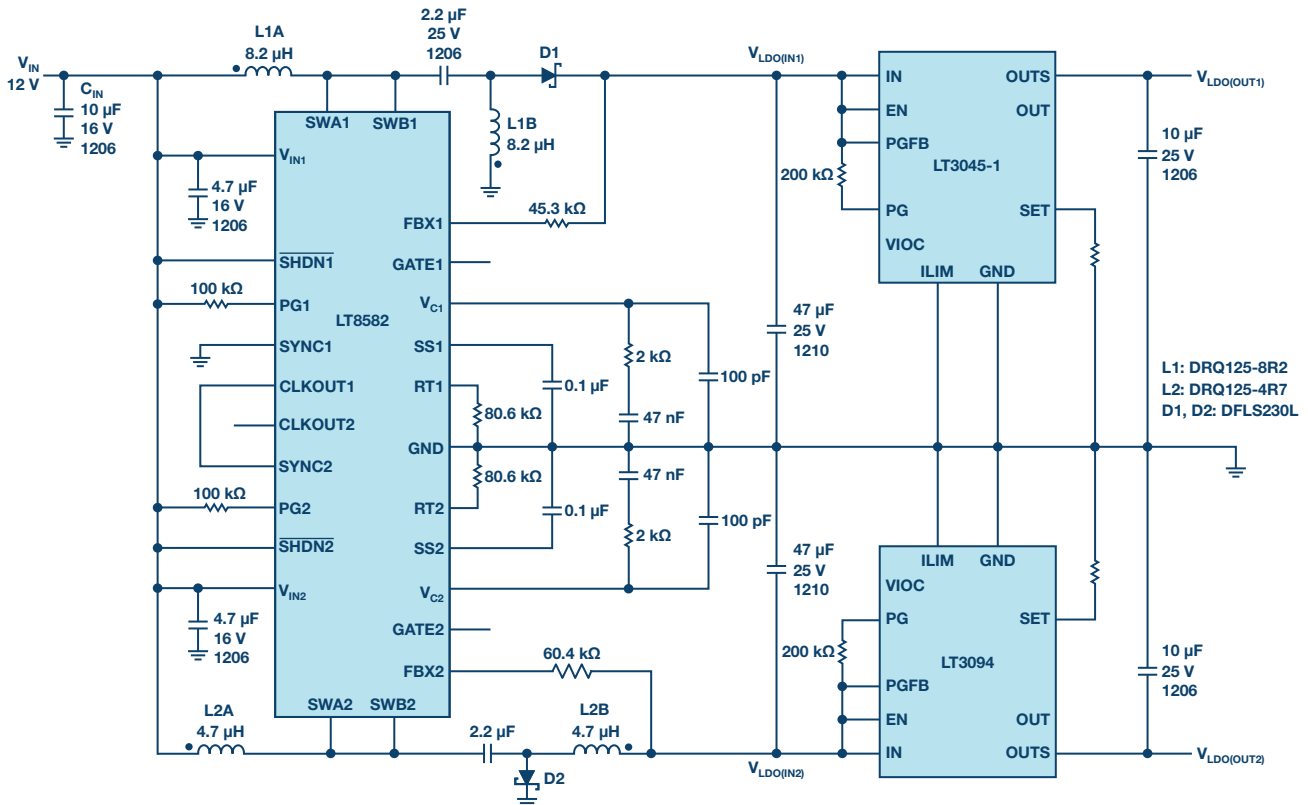 L1A
8.2 µH
2.2 µF
25 V
1206
D1
VIN
12 V
CIN
10 µF
16 V
1206
L1B
8.2 µH
VLDO(IN1)
IN
OUTS
VLDO(OUT1)
EN
OUT
PGFB
LT3045-1
200 kΩ
PG
SET
VIOC
ILIM
GND
10 µF
25 V
1206
SWA1
SWB1
VIN1
4.7 µF
16 V
1206
FBX1
45.3 kΩ
SHDN1
GATE1
100 kΩ
PG1
VC1
LT8582
SYNC1
SS1
2 kΩ
100 pF
47 µF
25 V
1210
CLKOUT1
RT1
0.1 µF
80.6 kΩ
47 nF
CLKOUT2
GND
SYNC2
80.6 kΩ
47 nF
100 kΩ
PG2
RT2
0.1 µF
100 pF
2 kΩ
SHDN2
SS2
47 µF
25 V
1210
VIN2
VC2
4.7 µF
16 V
1206
GATE2
60.4 kΩ
FBX2
SWA2
SWB2
L1: DRQ125-8R2
L2: DRQ125-4R7
D1, D2: DFLS230L
ILIM
GND
VIOC
PG
SET
200 kΩ
LT3094
PGFB
EN
OUT
IN
OUTS
10 µF
25 V
1206
L2A
4.7 µH
2.2 µF
L2B
4.7 µH
D2
VLDO(IN2)
VLDO(OUT2)